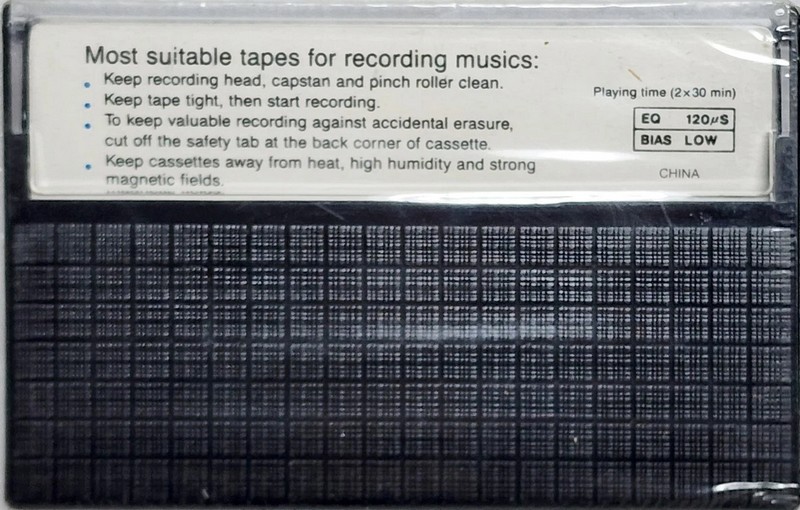 Most suitable tapes for recording musics:
• Keep recording head, capstan and pinch roller clean.
• Keep tape tight, then start recording.
• To keep valuable recording against accidental erasure,
cut off the safety tab at the back corner of cassette.
• Keep cassettes away from heat, high humidity and strong
magnetic fields.
Playing time (2×30 min)
EQ 120μS
BIAS LOW
CHINA